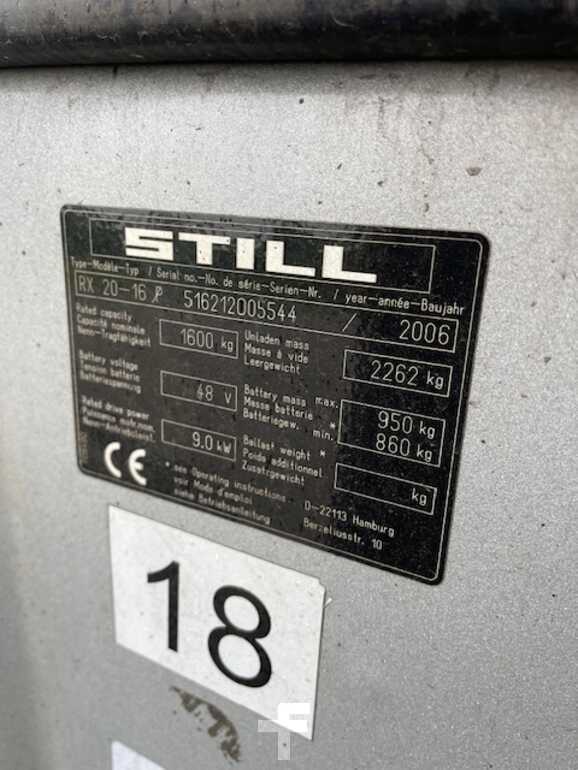 STILL
Type-Modèle-Typ / Serial no.-No. de série-Serien-Nr. / year-année-Baujahr
RX 20-16 P 516212005544 / 2006
Rated capacity
Capacité nominale
Nenn-Tragfähigkeit
1600 kg
Unladen mass
Masse à vide
Leergewicht
2262 kg
Battery voltage
Tension batterie
Batteriespannung
48 V
Battery mass max.
Masse batterie *
Batteriegew. min.
950 kg
860 kg
Rated drive power
Puissance motr.nom.
Nenn-Antriebsleist.
9.0 kW
Ballast weight *
Poids additionnel
Zusatzgewicht
kg
CE
* see Operating instructions
voir Mode d'emploi
siehe Betriebsanleitung
D-22113 Hamburg
Berzeliusstr. 10
18